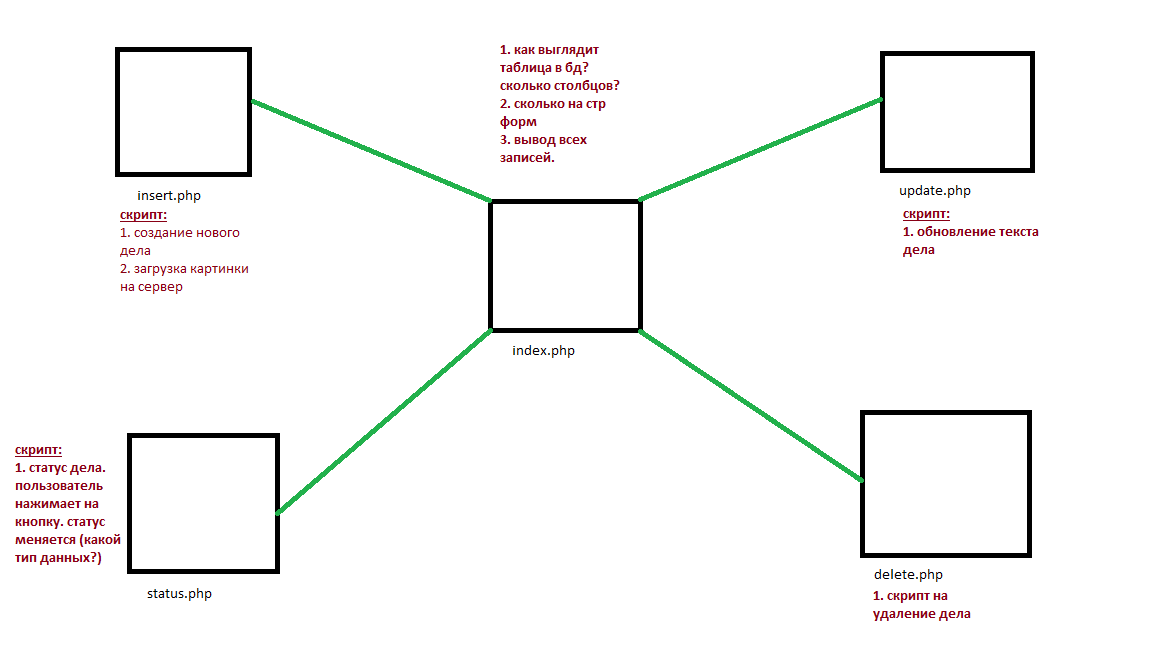 1. как выглядит
таблица в бд?
сколько столбцов?
2. сколько на стр
форм
3. вывод всех
записей.
insert.php
скрипт:
1. создание нового
дела
2. загрузка картинки
на сервер
update.php
скрипт:
1. обновление текста
дела
index.php
скрипт:
1. статус дела.
пользователь
нажимает на
кнопку. статус
меняется (какой
тип данных?)
status.php
delete.php
1. скрипт на
удаление дела